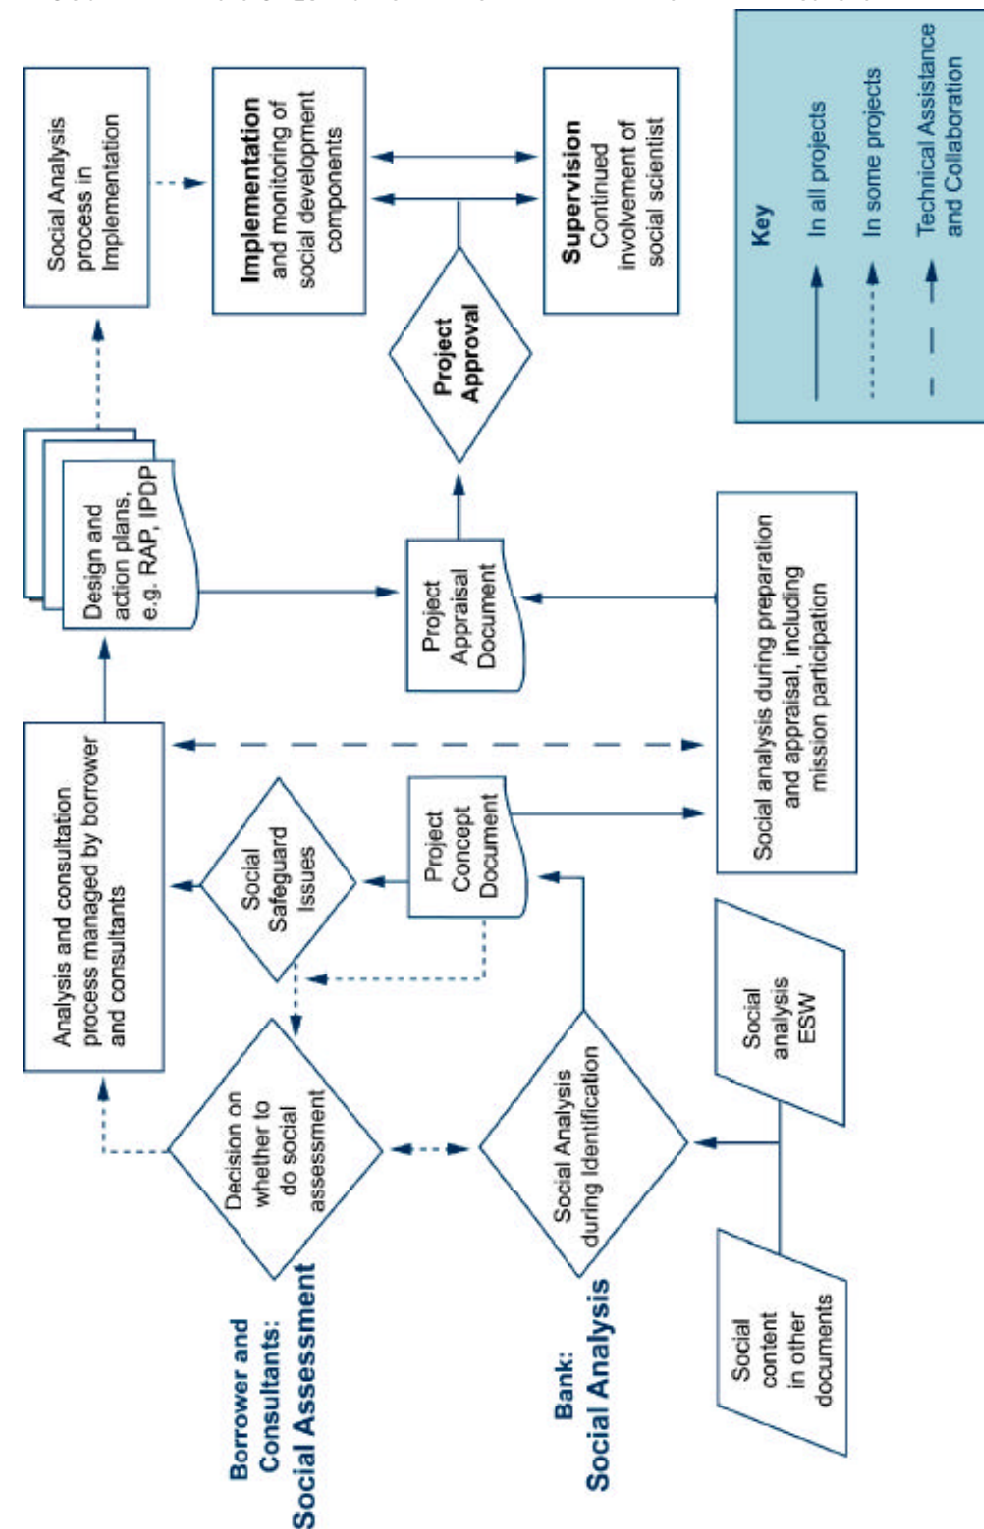 Analysis and consultation
process managed by borrower
and consultants
Design and
action plans,
e.g. RAP, IPDP
Social Analysis
process in
Implementation
Borrower and
Consultants:
Social Assessment
Decision on
whether to
do social
assessment
Social
Safeguard
Issues
Implementation
and monitoring of
social development
components
Bank:
Social Analysis
Social Analysis
during Identification
Project
Concept
Document
Project
Appraisal
Document
Project
Approval
Supervision
Continued
involvement of
social scientist
Social
content
in other
documents
Social
analysis
ESW
Social analysis during preparation
and appraisal, including
mission participation
Key
In all projects
In some projects
Technical Assistance
and Collaboration